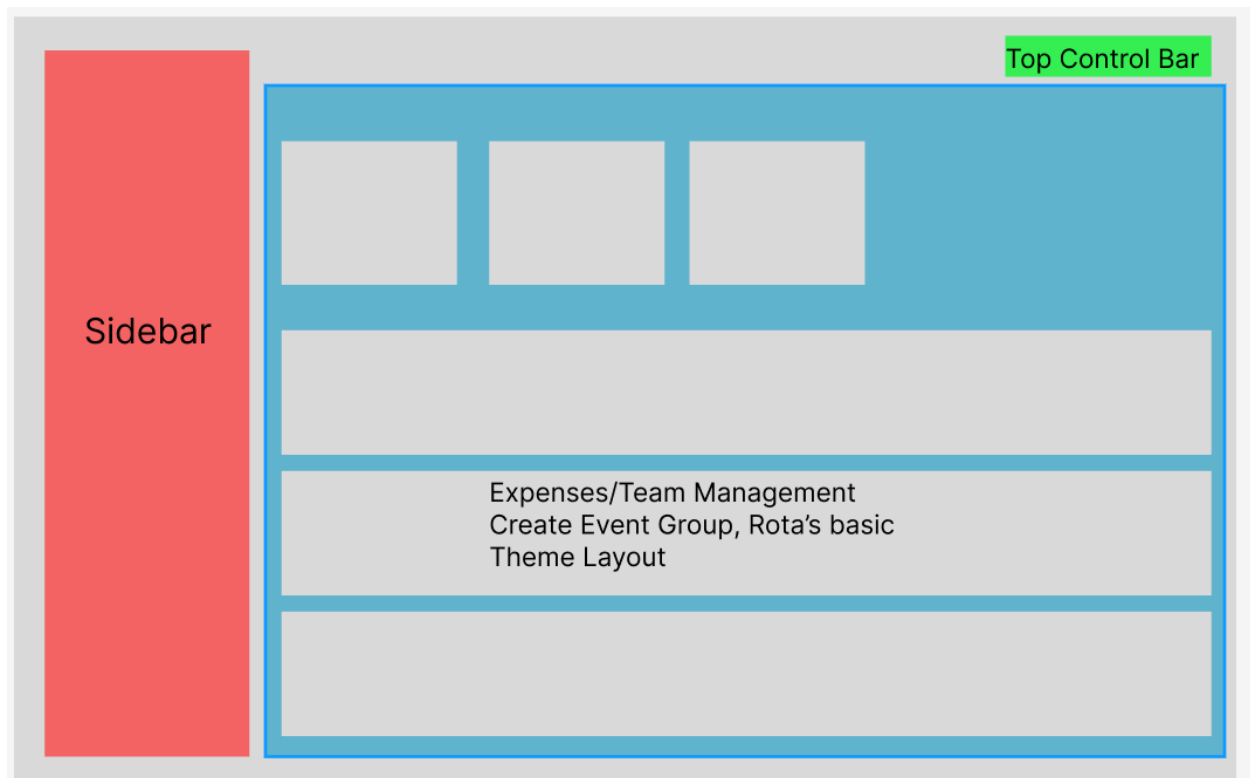 Top Control Bar
Sidebar
Expenses/Team Management
Create Event Group, Rota’s basic
Theme Layout